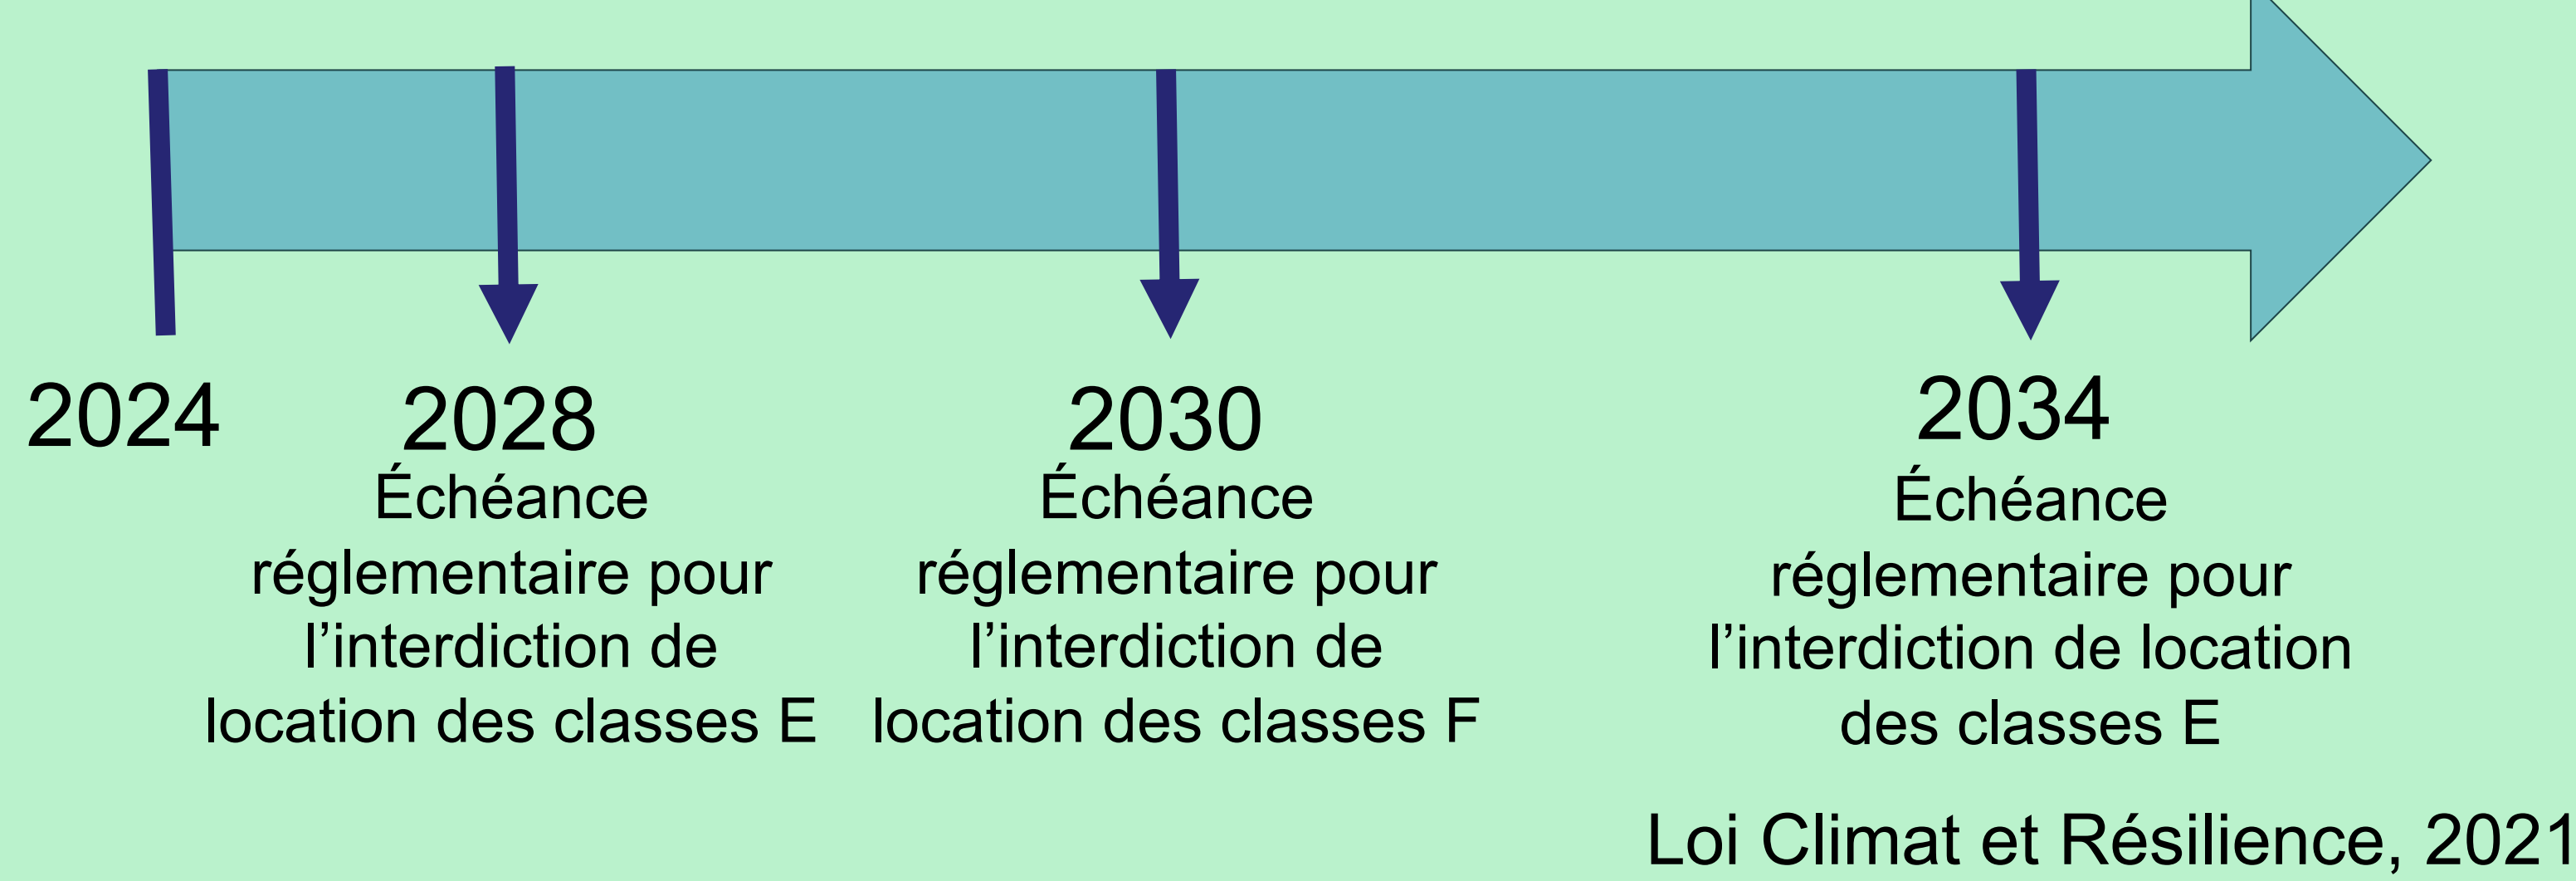 2024
2028
Échéance
réglementaire pour
l’interdiction de
location des classes E
2030
Échéance
réglementaire pour
l’interdiction de
location des classes F
2034
Échéance
réglementaire pour
l’interdiction de location
des classes E
Loi Climat et Résilience, 2021